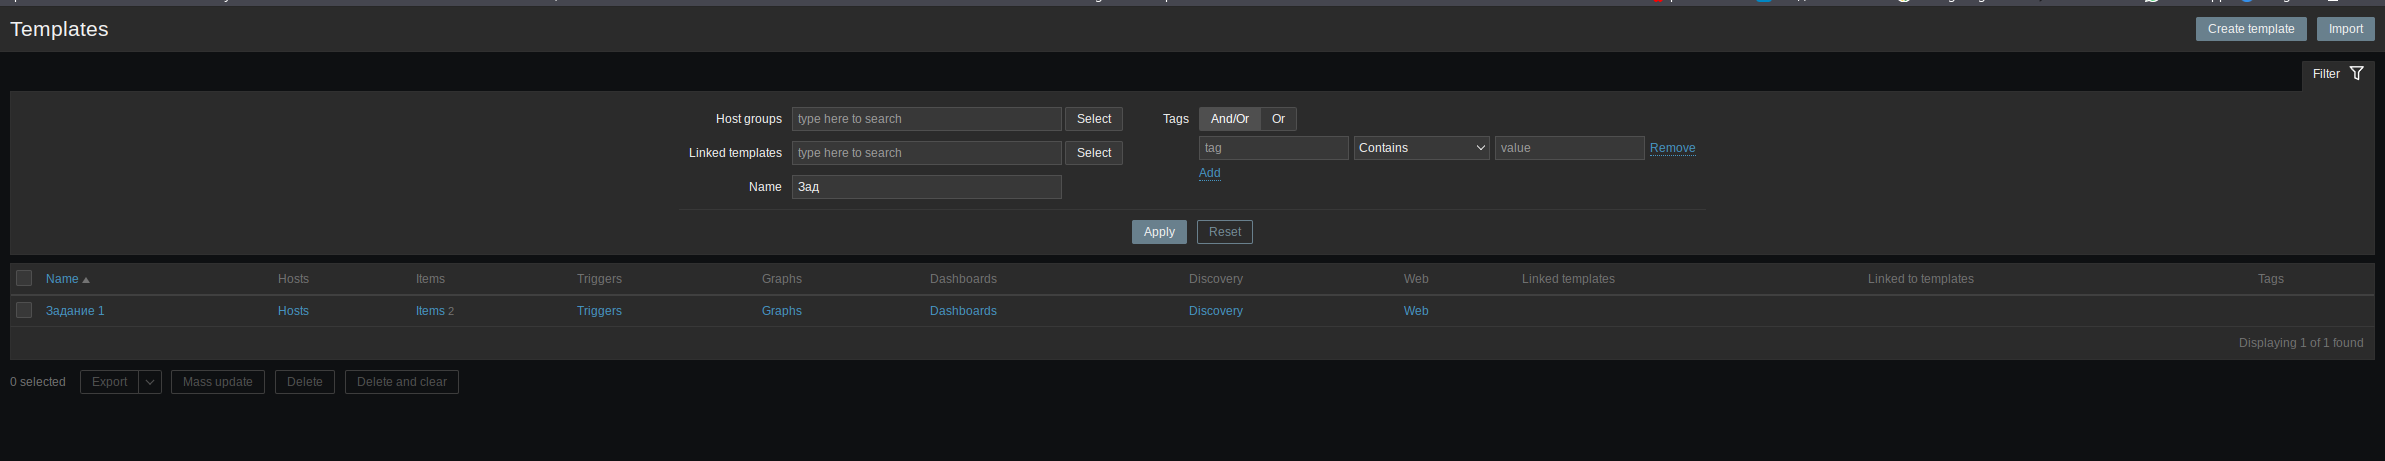 Templates
Create template Import
Filter
Host groups type here to search Select Tags And/Or Or
Linked templates type here to search Select tag Contains value Remove
Add
Name Зад
Apply Reset
Name Hosts Items Triggers Graphs Dashboards Discovery Web Linked templates Linked to templates Tags
Задание 1 Hosts Items 2 Triggers Graphs Dashboards Discovery Web
Displaying 1 of 1 found
0 selected Export Mass update Delete Delete and clear